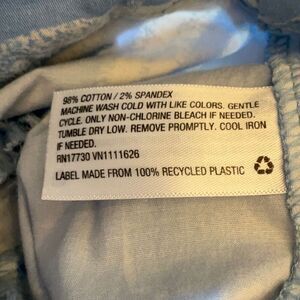 98% COTTON / 2% SPANDEX
MACHINE WASH COLD WITH LIKE COLORS. GENTLE
CYCLE. ONLY NON-CHLORINE BLEACH IF NEEDED.
TUMBLE DRY LOW. REMOVE PROMPTLY. COOL IRON
IF NEEDED.
RN17730 VN1111626
LABEL MADE FROM 100% RECYCLED PLASTIC